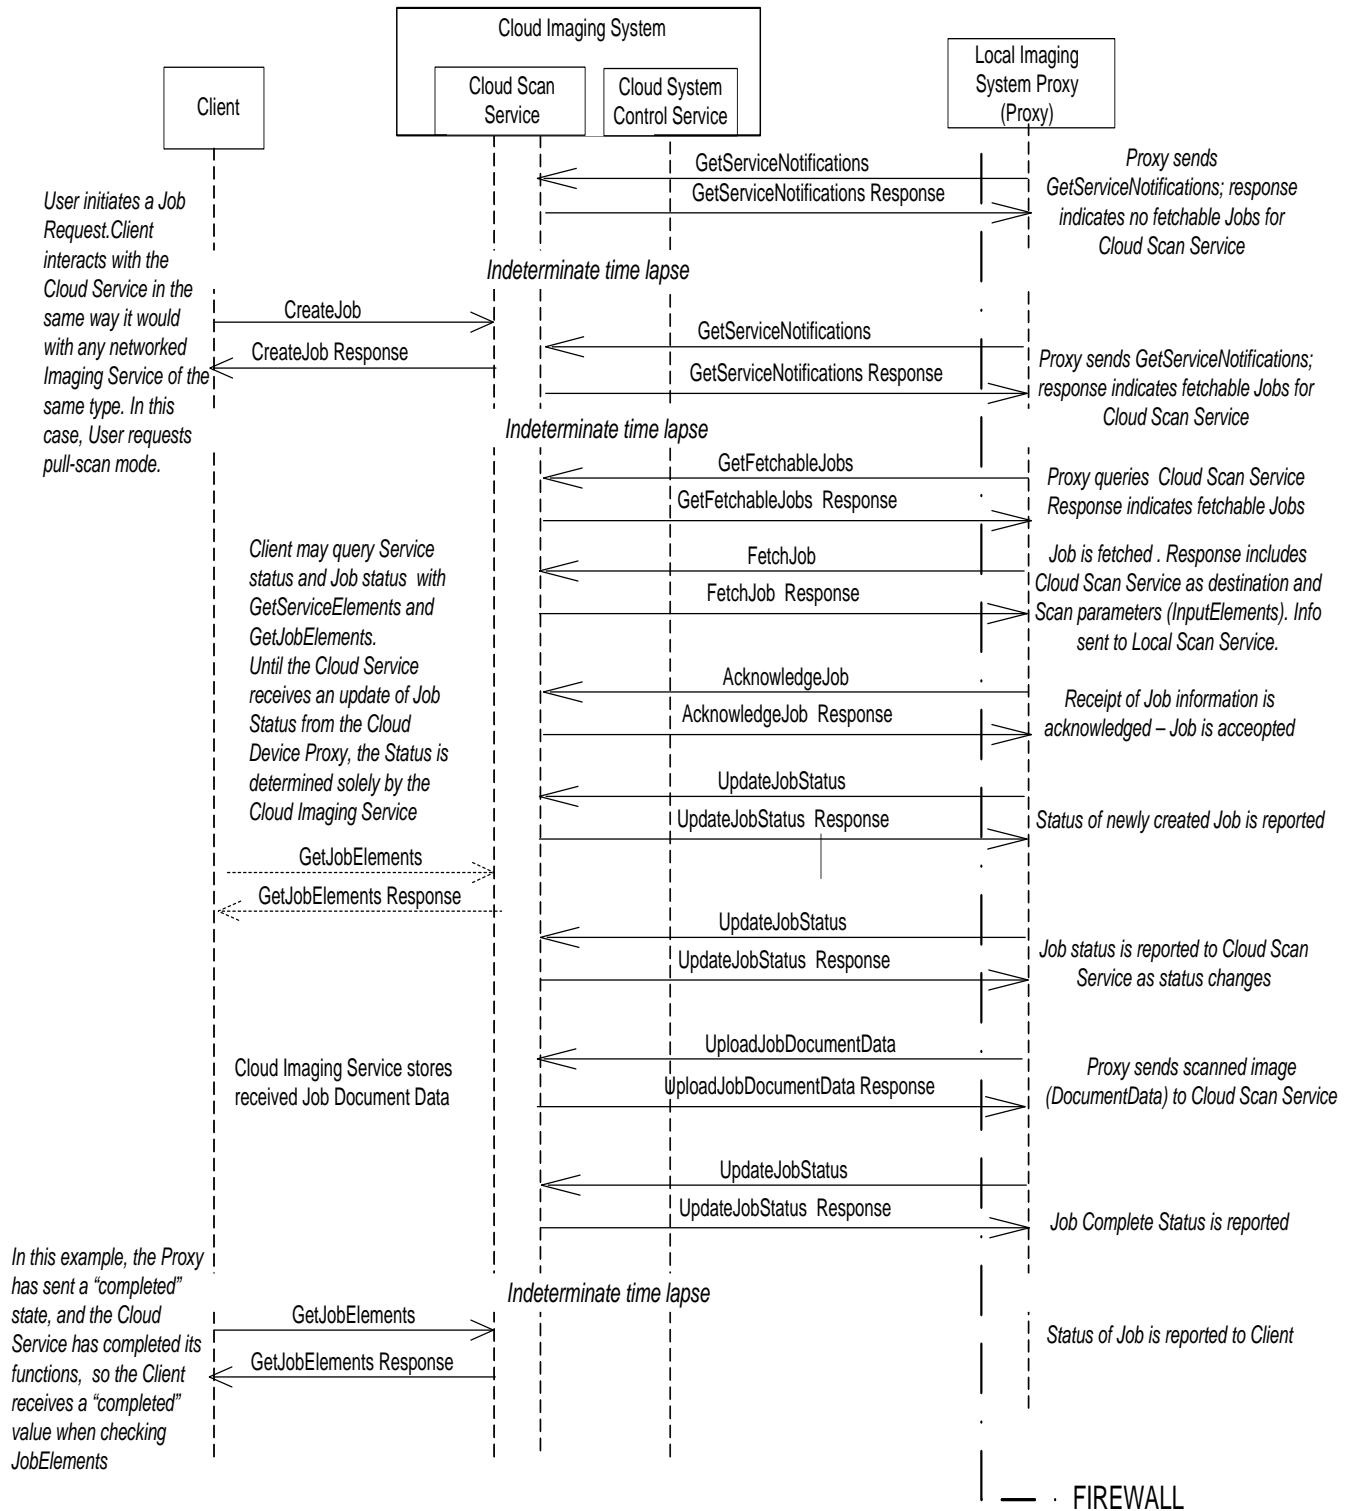 Cloud Imaging System
Client
Cloud Scan
Service
Cloud System
Control Service
Local Imaging
System Proxy
(Proxy)
GetServiceNotifications
GetServiceNotifications Response
Proxy sends
GetServiceNotifications; response
indicates no fetchable Jobs for
Cloud Scan Service
User initiates a Job
Request.Client
interacts with the
Cloud Service in the
same way it would
with any networked
Imaging Service of the
same type. In this
case, User requests
pull-scan mode.
Indeterminate time lapse
CreateJob
CreateJob Response
GetServiceNotifications
GetServiceNotifications Response
Proxy sends GetServiceNotifications;
response indicates fetchable Jobs for
Cloud Scan Service
Indeterminate time lapse
GetFetchableJobs
GetFetchableJobs Response
Proxy queries Cloud Scan Service
Response indicates fetchable Jobs
Client may query Service
status and Job status with
GetServiceElements and
GetJobElements.
Until the Cloud Service
receives an update of Job
Status from the Cloud
Device Proxy, the Status is
determined solely by the
Cloud Imaging Service
FetchJob
FetchJob Response
Job is fetched . Response includes
Cloud Scan Service as destination and
Scan parameters (InputElements). Info
sent to Local Scan Service.
AcknowledgeJob
AcknowledgeJob Response
Receipt of Job information is
acknowledged – Job is acceopted
UpdateJobStatus
UpdateJobStatus Response
Status of newly created Job is reported
GetJobElements
GetJobElements Response
UpdateJobStatus
UpdateJobStatus Response
Job status is reported to Cloud Scan
Service as status changes
Cloud Imaging Service stores
received Job Document Data
UploadJobDocumentData
UploadJobDocumentData Response
Proxy sends scanned image
(DocumentData) to Cloud Scan Service
UpdateJobStatus
UpdateJobStatus Response
Job Complete Status is reported
In this example, the Proxy
has sent a “completed”
state, and the Cloud
Service has completed its
functions, so the Client
receives a “completed”
value when checking
JobElements
Indeterminate time lapse
GetJobElements
GetJobElements Response
Status of Job is reported to Client
FIREWALL